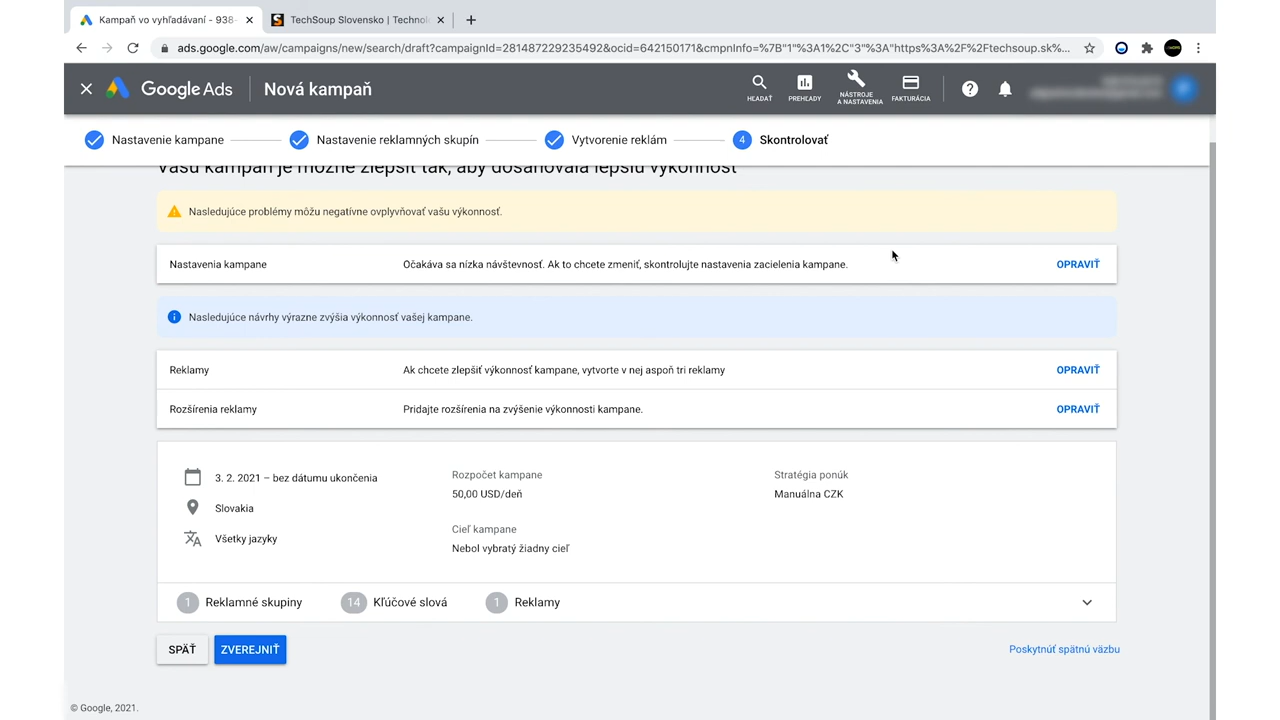 Kampaň vo vyhľadávaní - 938-
TechSoup Slovensko | Technolo
ads.google.com/aw/campaigns/new/search/draft?campaignId=281487229235492&ocid=642150171&cmpnInfo=%7B"1"%3A1%2C"3"%3A"https%3A%2F%2Ftechsoup.sk%...
Google Ads
Nová kampaň
HĽADAŤ
PREHĽADY
NÁSTROJE
A NASTAVENIA
FAKTURÁCIA
Nastavenie kampane
Nastavenie reklamných skupín
Vytvorenie reklám
4 Skontrolovať
Vašu kampaň je možné zlepšiť tak, aby dosahovala lepšiu výkonnosť
Nasledujúce problémy môžu negatívne ovplyvňovať vašu výkonnosť.
Nastavenia kampane
Očakáva sa nízka návštevnosť. Ak to chcete zmeniť, skontrolujte nastavenia zacielenia kampane.
OPRAVIŤ
Nasledujúce návrhy výrazne zvýšia výkonnosť vašej kampane.
Reklamy
Ak chcete zlepšiť výkonnosť kampane, vytvorte v nej aspoň tri reklamy
OPRAVIŤ
Rozšírenia reklamy
Pridajte rozšírenia na zvýšenie výkonnosti kampane.
OPRAVIŤ
3. 2. 2021 – bez dátumu ukončenia
Slovakia
Všetky jazyky
Rozpočet kampane
50,00 USD/deň
Cieľ kampane
Nebol vybratý žiadny cieľ
Stratégia ponúk
Manuálna CZK
1 Reklamné skupiny
14 Kľúčové slová
1 Reklamy
SPÄŤ
ZVEREJNIŤ
Poskytnúť spätnú väzbu
© Google, 2021.